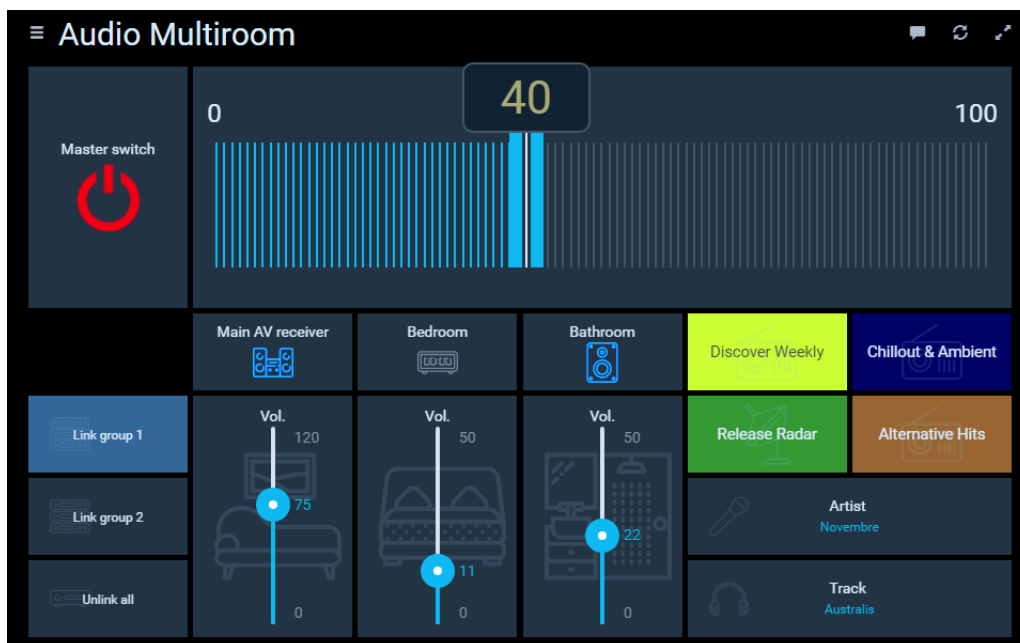 Audio Multiroom
40
0
100
Master switch
Main AV receiver
Bedroom
00:00
Bathroom
Discover Weekly
Chillout & Ambient
Link group 1
Vol.
120
75
0
Vol.
50
11
0
Vol.
50
22
0
Release Radar
Alternative Hits
Link group 2
Artist
Novembre
Unlink all
Track
Australis